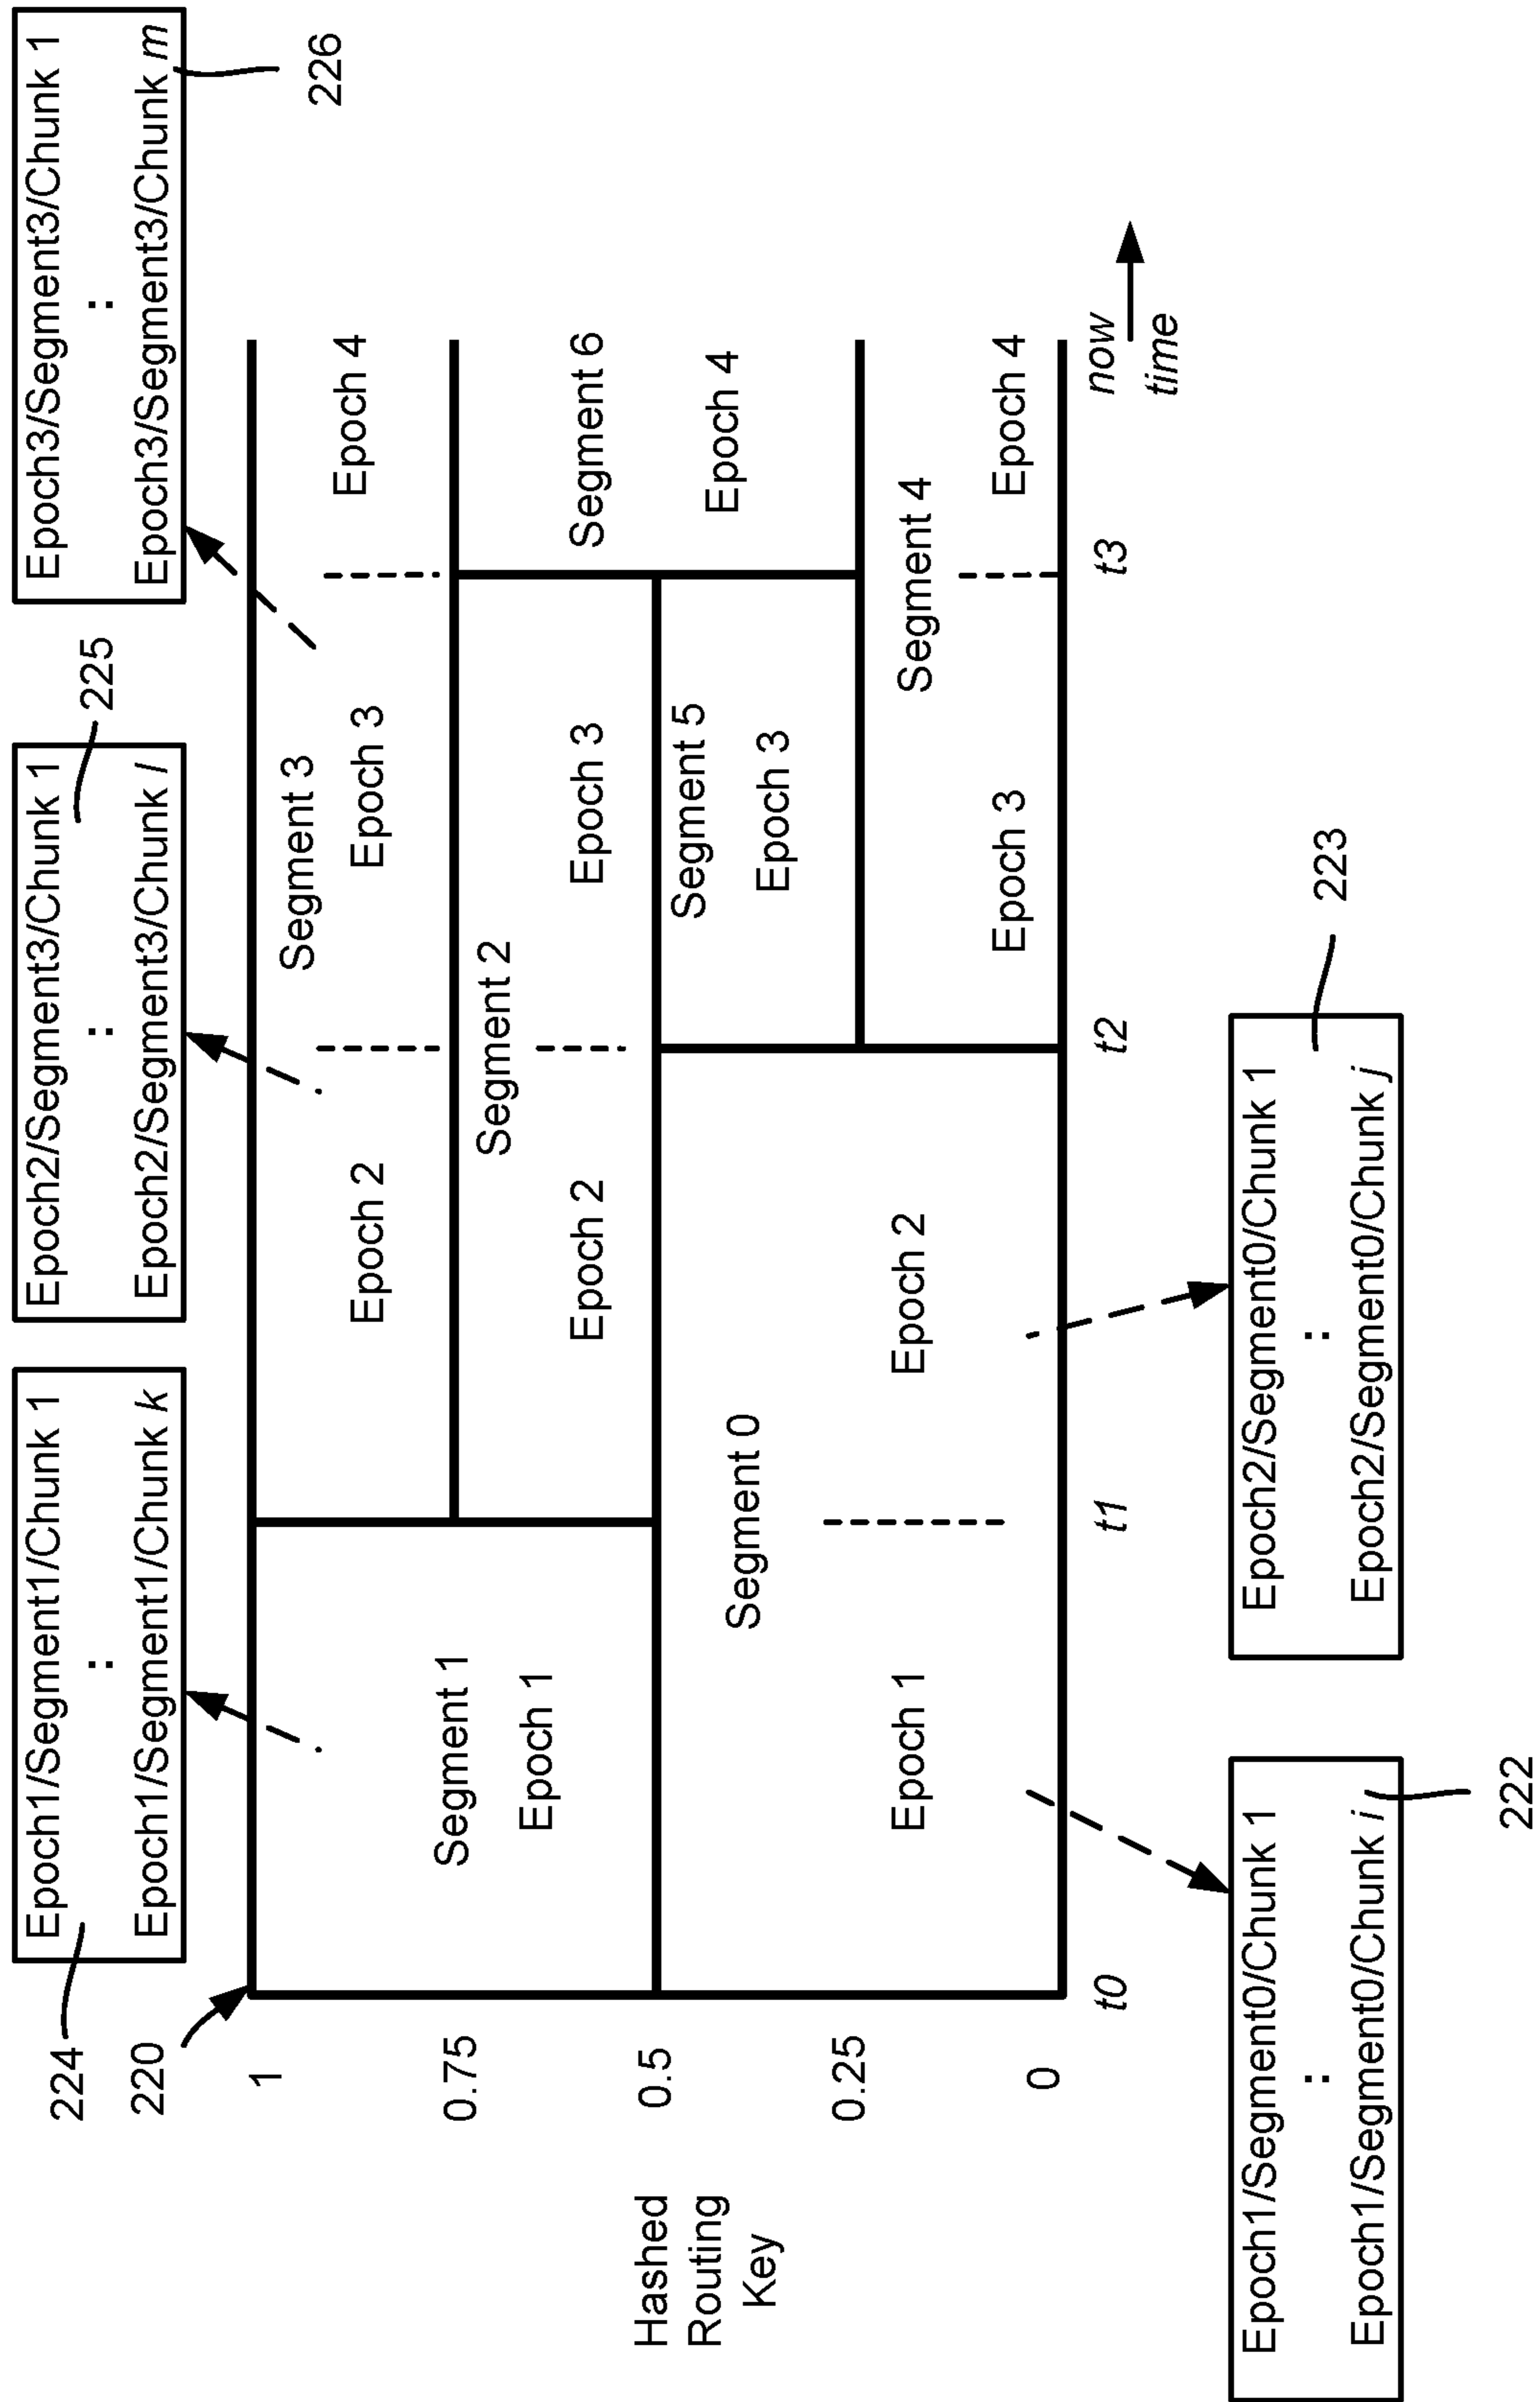 Epoch1/Segment1/Chunk 1
:
Epoch1/Segment1/Chunk k
224
Epoch2/Segment3/Chunk 1
:
Epoch2/Segment3/Chunk l
225
Epoch3/Segment3/Chunk 1
:
Epoch3/Segment3/Chunk m
226
220
Hashed
Routing
Key
1
0.75
0.5
0.25
0
Segment 1
Epoch 1
Segment 3
Epoch 2
Epoch 3
Epoch 4
Segment 2
Epoch 2
Epoch 3
Segment 6
Epoch 4
Segment 0
Epoch 1
Epoch 2
Segment 5
Epoch 3
Segment 4
Epoch 3
Epoch 4
t0
t1
t2
t3
now
time
Epoch1/Segment0/Chunk 1
:
Epoch1/Segment0/Chunk i
222
Epoch2/Segment0/Chunk 1
:
Epoch2/Segment0/Chunk j
223